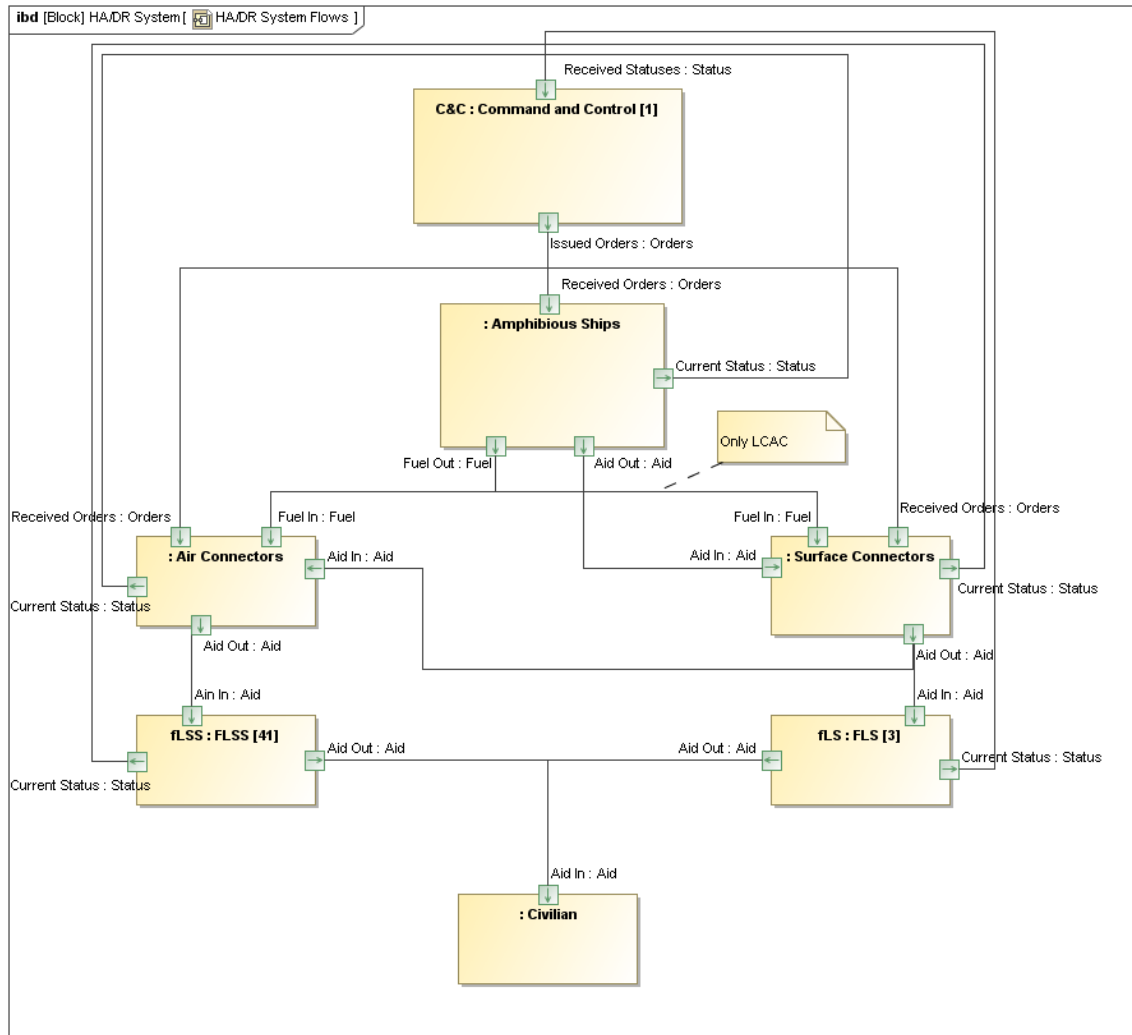 ibd [Block] HA/DR System [ HA/DR System Flows ]
Received Statuses : Status
C&C : Command and Control [1]
Issued Orders : Orders
Received Orders : Orders
: Amphibious Ships
Current Status : Status
Only LCAC
Fuel Out : Fuel
Aid Out : Aid
Received Orders : Orders
Fuel In : Fuel
Fuel In : Fuel
Received Orders : Orders
: Air Connectors
Aid In : Aid
Aid In : Aid
: Surface Connectors
Current Status : Status
Current Status : Status
Aid Out : Aid
Aid Out : Aid
Ain In : Aid
Aid In : Aid
fLSS : FLSS [41]
Aid Out : Aid
Aid Out : Aid
fLS : FLS [3]
Current Status : Status
Current Status : Status
Aid In : Aid
: Civilian